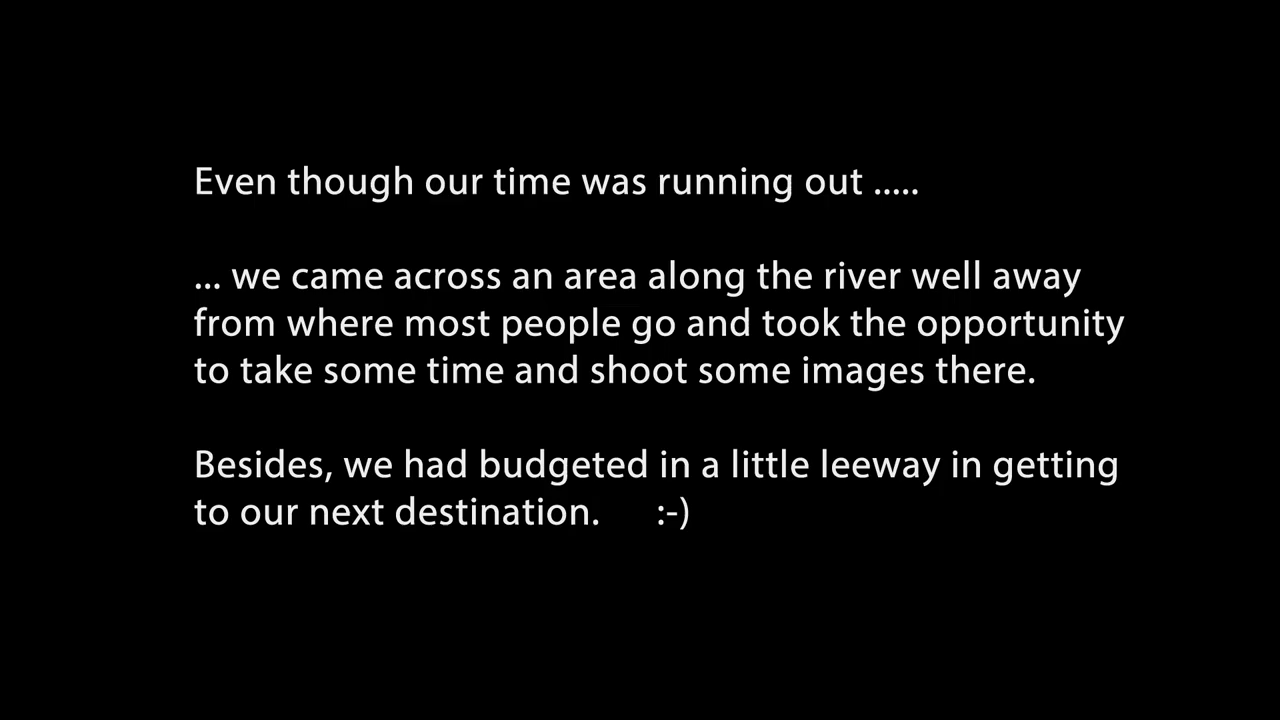 Even though our time was running out .....
... we came across an area along the river well away
from where most people go and took the opportunity
to take some time and shoot some images there.
Besides, we had budgeted in a little leeway in getting
to our next destination. :-)